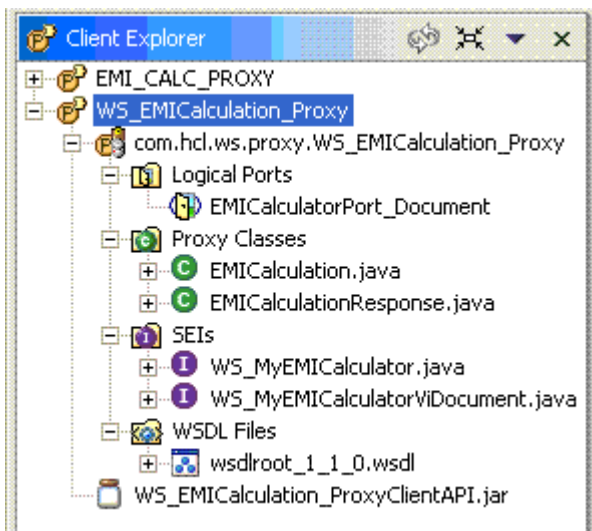 Client Explorer
EMI_CALC_PROXY
WS_EMICalculation_Proxy
com.hcl.ws.proxy.WS_EMICalculation_Proxy
Logical Ports
EMICalculatorPort_Document
Proxy Classes
EMICalculation.java
EMICalculationResponse.java
SEIs
WS_MyEMICalculator.java
WS_MyEMICalculatorViDocument.java
WSDL Files
wsdlroot_1_1_0.wsdl
WS_EMICalculation_ProxyClientAPI.jar